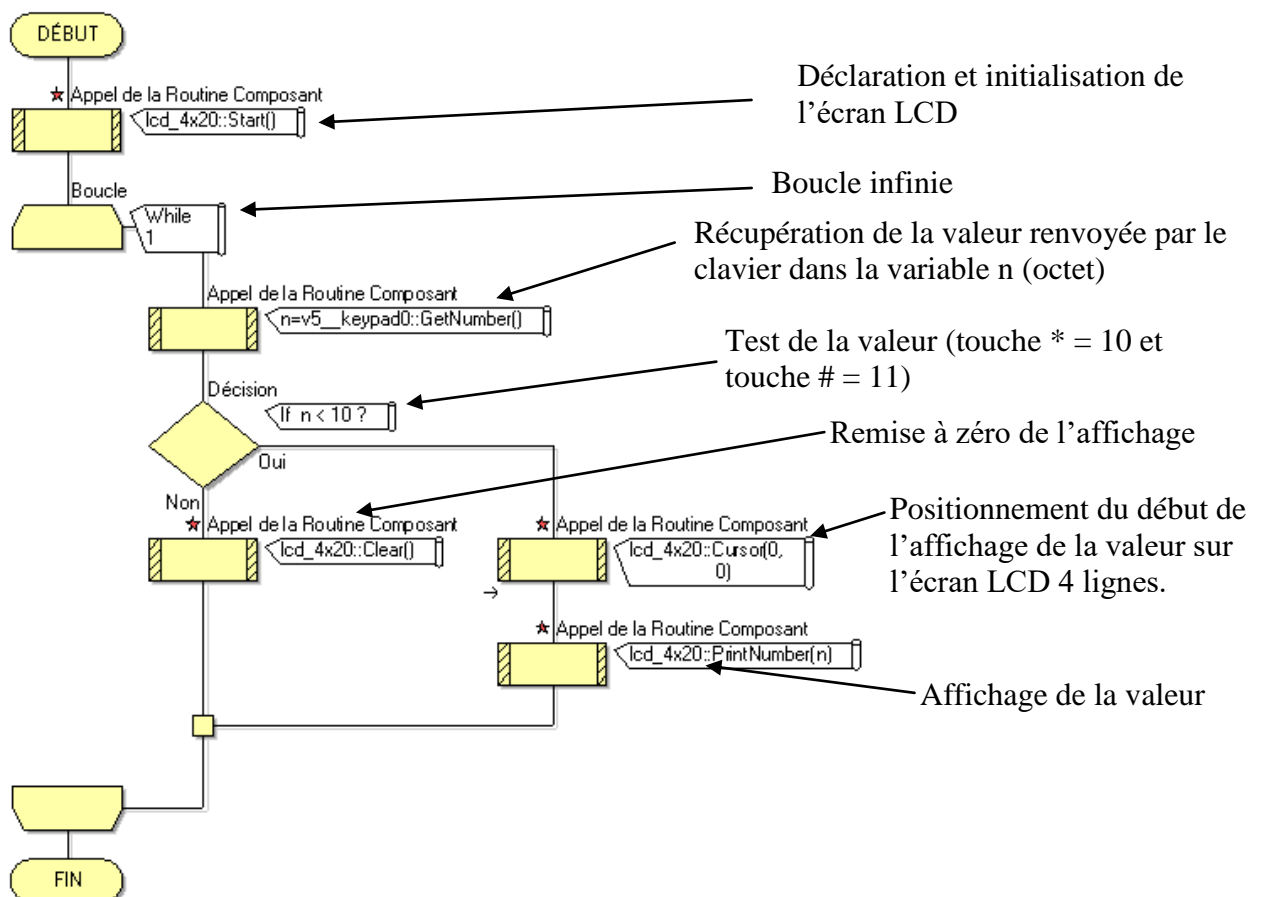 DÉBUT
Appel de la Routine Composant
lcd_4x20::Start()
Déclaration et initialisation de
l’écran LCD
Boucle
While
1
Boucle infinie
Récupération de la valeur renvoyée par le
clavier dans la variable n (octet)
Appel de la Routine Composant
n=v5__keypad0::GetNumber()
Test de la valeur (touche * = 10 et
touche # = 11)
Décision
If n < 10 ?
Oui
Non
Remise à zéro de l’affichage
Appel de la Routine Composant
lcd_4x20::Clear()
Appel de la Routine Composant
lcd_4x20::Cursor(0,
0)
Positionnement du début de
l’affichage de la valeur sur
l’écran LCD 4 lignes.
Appel de la Routine Composant
lcd_4x20::PrintNumber(n)
Affichage de la valeur
FIN